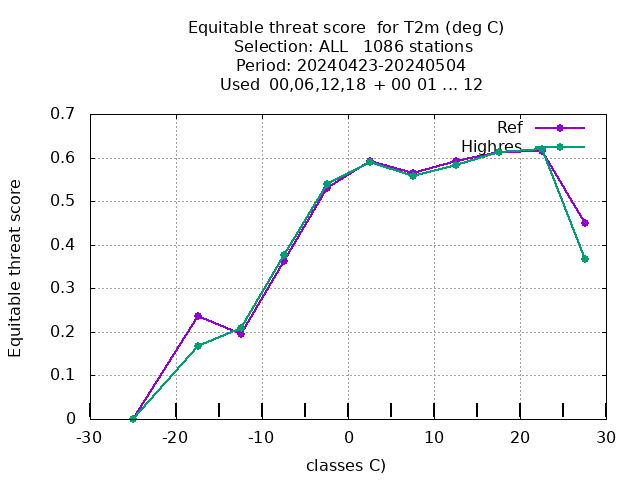 Equitable threat score  for T2m (deg C)
Selection: ALL   1086 stations
Period: 20240423-20240504
Used  00,06,12,18  + 00 01 ... 12
Ref
Highres
0.7
0.6
0.5
0.4
0.3
0.2
0.1
0
Equitable threat score
-30
-20
-10
0
10
20
30
classes C)